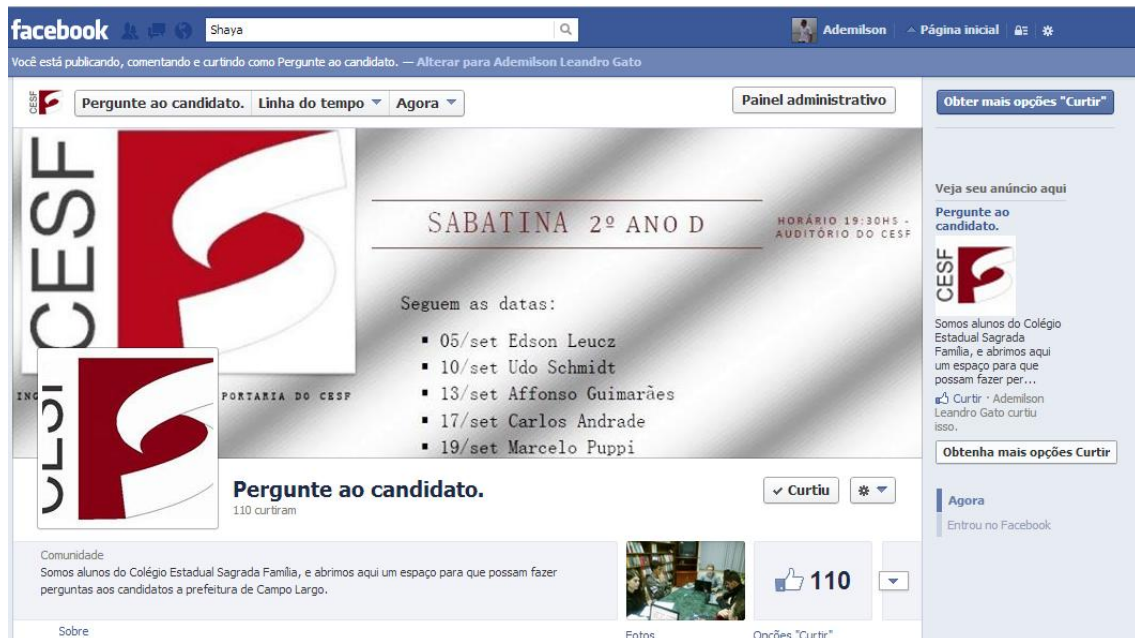 facebook
Shaya
Ademilson
Página inicial
Você está publicando, comentando e curtindo como Pergunte ao candidato. — Alterar para Ademilson Leandro Gato
CESF
Pergunte ao candidato.
Linha do tempo
Agora
Painel administrativo
Obter mais opções "Curtir"
CESF
SABATINA 2º ANO D
HORÁRIO 19:30HS -
AUDITÓRIO DO CESF
Seguem as datas:
▪ 05/set Edson Leucz
▪ 10/set Udo Schmidt
▪ 13/set Affonso Guimarães
▪ 17/set Carlos Andrade
▪ 19/set Marcelo Puppi
PORTARIA DO CESF
Pergunte ao candidato.
110 curtiram
Curtiu
Comunidade
Somos alunos do Colégio Estadual Sagrada Família, e abrimos aqui um espaço para que possam fazer
perguntas aos candidatos a prefeitura de Campo Largo.
110
Sobre
Fotos
Opções "Curtir"
Veja seu anúncio aqui
Pergunte ao
candidato.
CESF
Somos alunos do Colégio
Estadual Sagrada
Família, e abrimos aqui
um espaço para que
possam fazer per...
Curtir · Ademilson
Leandro Gato curtiu
isso.
Obtenha mais opções Curtir
Agora
Entrou no Facebook